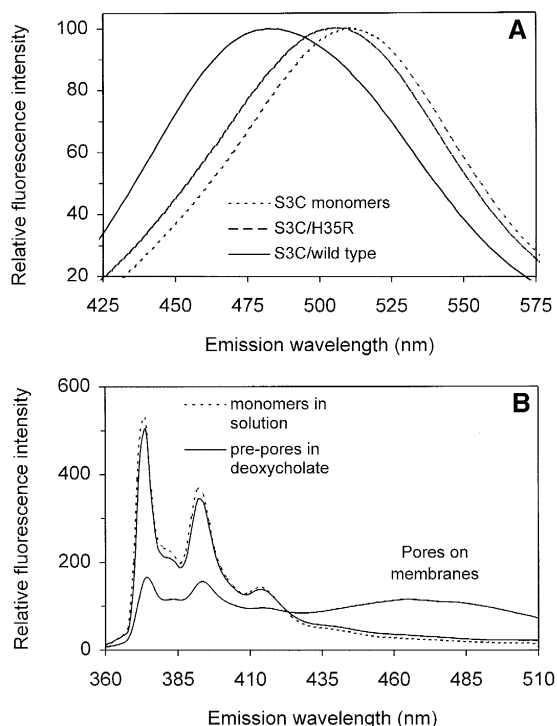 A
Relative fluorescence intensity
100
80
60
40
20
S3C monomers
S3C/H35R
S3C/wild type
425
450
475
500
525
550
575
Emission wavelength (nm)
B
Relative fluorescence intensity
600
400
200
0
monomers in
solution
pre-pores in
deoxycholate
Pores on
membranes
360
385
410
435
460
485
510
Emission wavelength (nm)